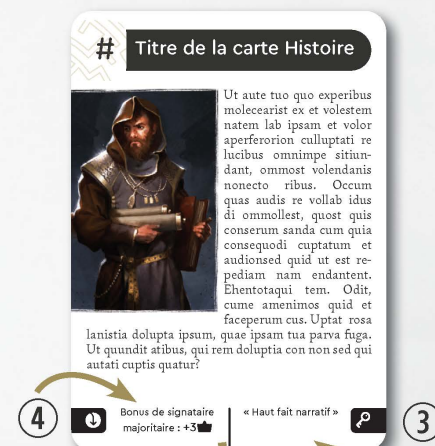 # Titre de la carte Histoire
Ut aute tuo quo experibus
molecearist ex et volestem
natem lab ipsam et volor
aperferorion culluptati re
lucibus omnimpe sitiun-
dant, ommost volendanis
nonecto ribus. Occum
quas audis re vollab idus
di ommollest, quost quis
conserum sanda cum quia
consequodi cuptatum et
audionsed quid ut est re-
pediam nam endantent.
Ehentotaqui tem. Odit,
cume amenimos quid et
faceperum cus. Uptat rosa
lanistia dolupta ipsum, quae ipsam tua parva fuga.
Ut quundit atibus, qui rem doluptia con non sed qui
autati cuptis quatur?
4
Bonus de signataire
majoritaire : +3
« Haut fait narratif »
3